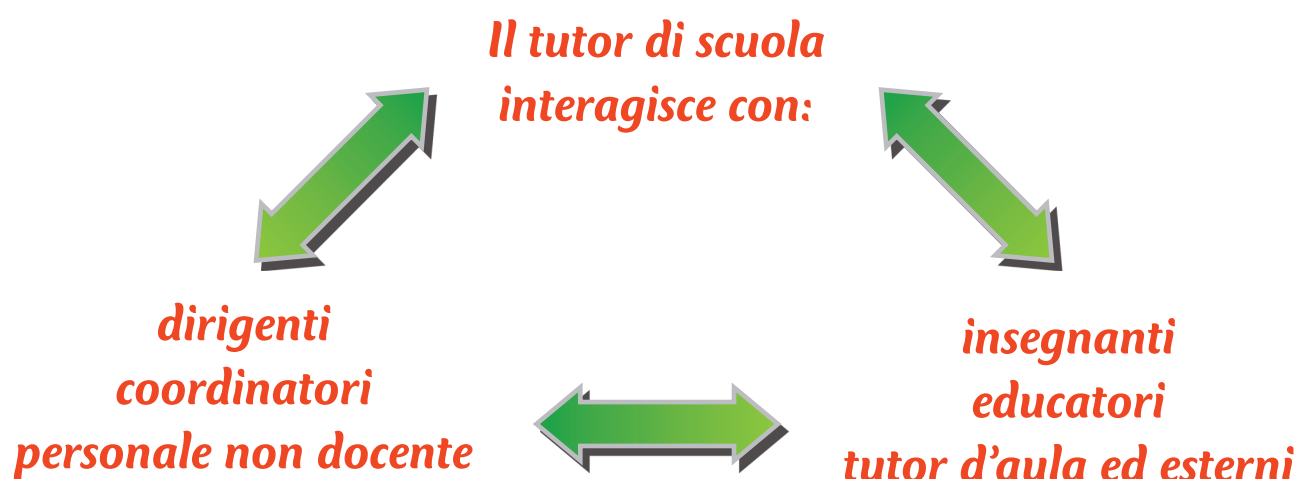 Il tutor di scuola
interagisce con:
dirigenti
coordinatori
personale non docente
insegnanti
educatori
tutor d'aula ed esterni